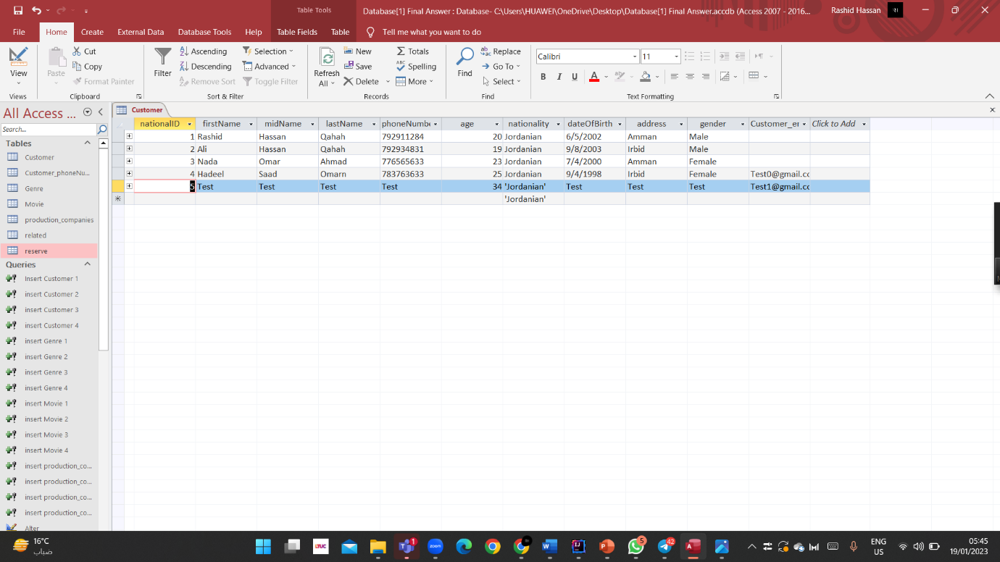 Table Tools
Database[1] Final Answer : Database- C:\Users\HUAWEI\OneDrive\Desktop\Database[1] Final Answer.accdb (Access 2007 - 2016...
Rashid Hassan
File Home Create External Data Database Tools Help Table Fields Table Tell me what you want to do
View
Views
Paste
Cut
Copy
Format Painter
Clipboard
Filter
Ascending
Descending
Remove Sort
Selection
Advanced
Toggle Filter
Sort & Filter
Refresh
All
New
Save
Delete
Totals
Spelling
More
Records
Find
Replace
Go To
Select
Find
Calibri 11
B I U A
Text Formatting
All Access ...
Search...
Tables
Customer
Customer_phoneNu...
Genre
Movie
production_companies
related
reserve
Queries
Insert Customer 1
insert Customer 2
insert Customer 3
insert Customer 4
insert Genre 1
insert Genre 2
insert Genre 3
insert Genre 4
insert Movie 1
insert Movie 2
insert Movie 3
insert Movie 4
insert production_co...
insert production_co...
insert production_co...
insert production_co...
Alter
Customer
nationalID firstName midName lastName phoneNumbe age nationality dateOfBirth address gender Customer_er Click to Add
1 Rashid Hassan Qahah 792911284 20 Jordanian 6/5/2002 Amman Male
2 Ali Hassan Qahah 792934831 19 Jordanian 9/8/2003 Irbid Male
3 Nada Omar Ahmad 776565633 23 Jordanian 7/4/2000 Amman Female
4 Hadeel Saad Omarn 783763633 25 Jordanian 9/4/1998 Irbid Female Test0@gmail.cc
5 Test Test Test Test 34 'Jordanian' Test Test Test Test1@gmail.cc
'Jordanian'
16°C
ضباب
LTUC
1
zoom
5
42
ENG
US
05:45
19/01/2023